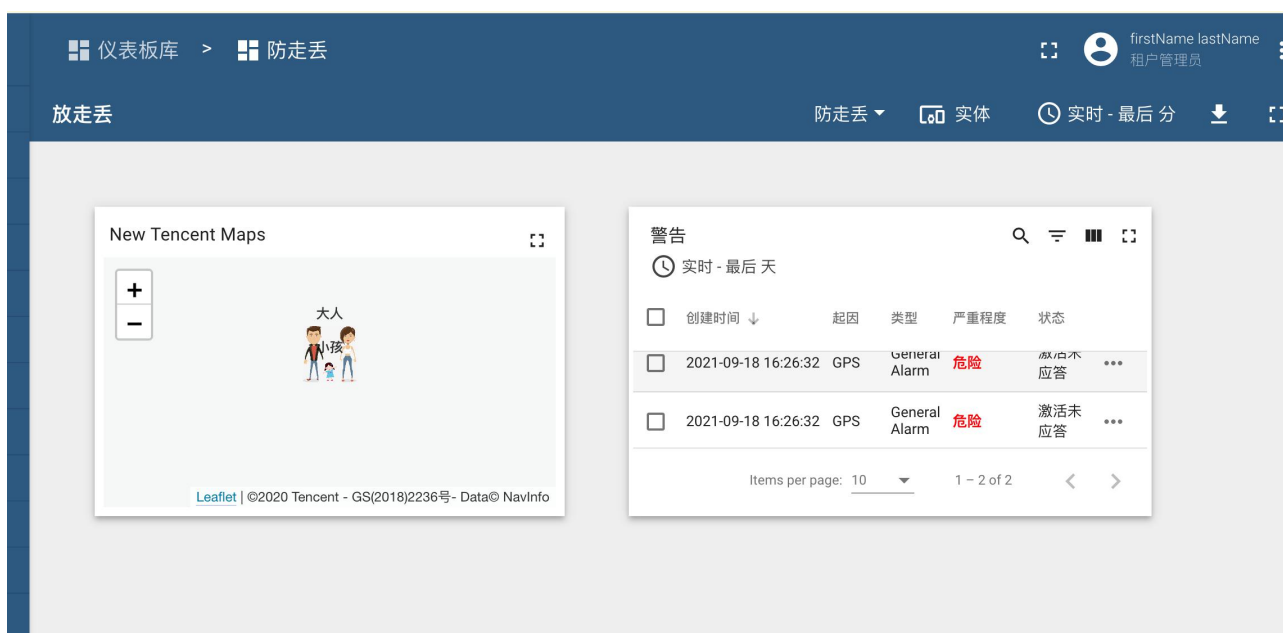 仪表板库 > 防走丢
firstName lastName
租户管理员
放走丢
防走丢 实体 实时 - 最后 分
New Tencent Maps
+
−
大人
小孩
Leaflet | ©2020 Tencent - GS(2018)2236号- Data© NavInfo
警告
实时 - 最后 天
创建时间 起因 类型 严重程度 状态
2021-09-18 16:26:32 GPS General Alarm 危险 激活未应答
2021-09-18 16:26:32 GPS General Alarm 危险 激活未应答
Items per page: 10 1 – 2 of 2